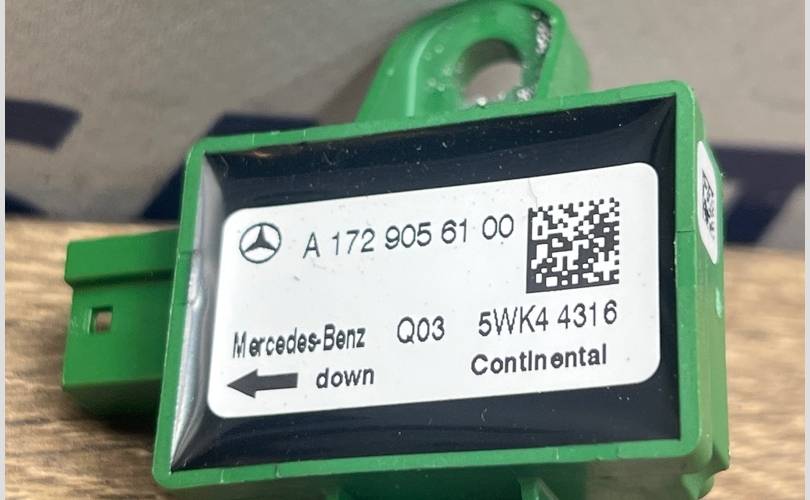 A 172 905 61 00
Mercedes-Benz Q03 5WK4 4316
down Continental